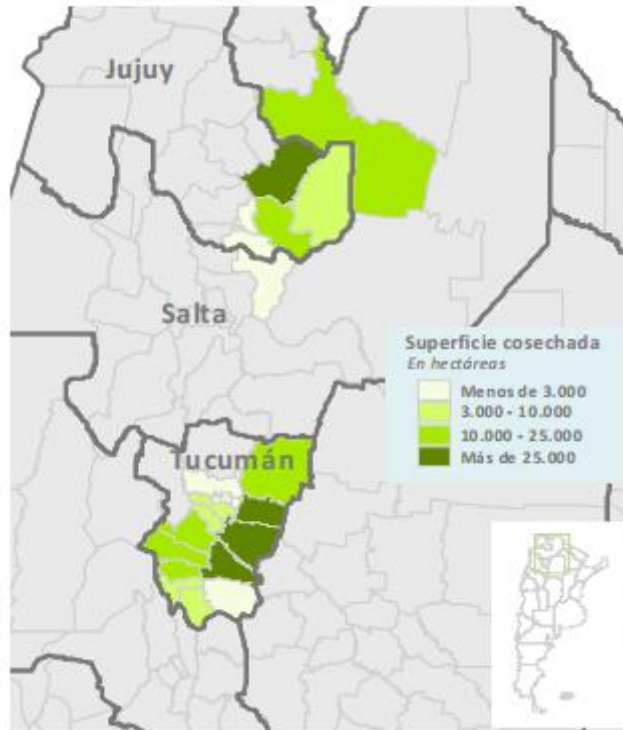 Jujuy
Salta
Superficie cosechada
En hectáreas
Menos de 3.000
3.000 - 10.000
10.000 - 25.000
Más de 25.000
Tucumán